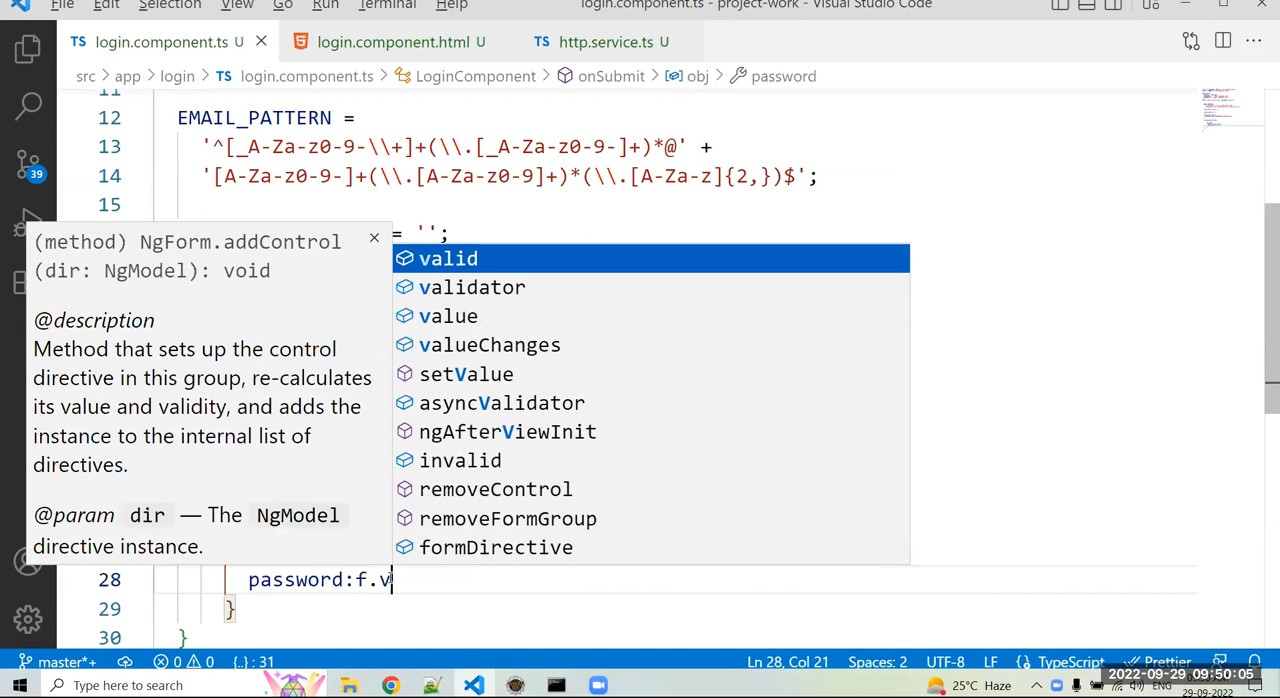 File Edit Selection View Go Run Terminal Help login.component.ts - project-work - Visual Studio Code
TS login.component.ts U login.component.html U TS http.service.ts U
src > app > login > TS login.component.ts > LoginComponent > onSubmit > obj > password
11
12 EMAIL_PATTERN =
13 '^[_A-Za-z0-9-\\+]+(\\.[_A-Za-z0-9-]+)*@' +
14 '[A-Za-z0-9-]+(\\.[A-Za-z0-9]+)*(\\.[A-Za-z]{2,})$';
15
= '';
(method) NgForm.addControl
(dir: NgModel): void
@description
Method that sets up the control
directive in this group, re-calculates
its value and validity, and adds the
instance to the internal list of
directives.
@param dir — The NgModel
directive instance.
valid
validator
value
valueChanges
setValue
asyncValidator
ngAfterViewInit
invalid
removeControl
removeFormGroup
formDirective
28 password:f.v
29 }
30 }
39
master*+ 0 0 {..} : 31 Ln 28, Col 21 Spaces: 2 UTF-8 LF {} TypeScript Prettier
Type here to search 25°C Haze ENG
2022-09-29 09:50:05
29-09-2022